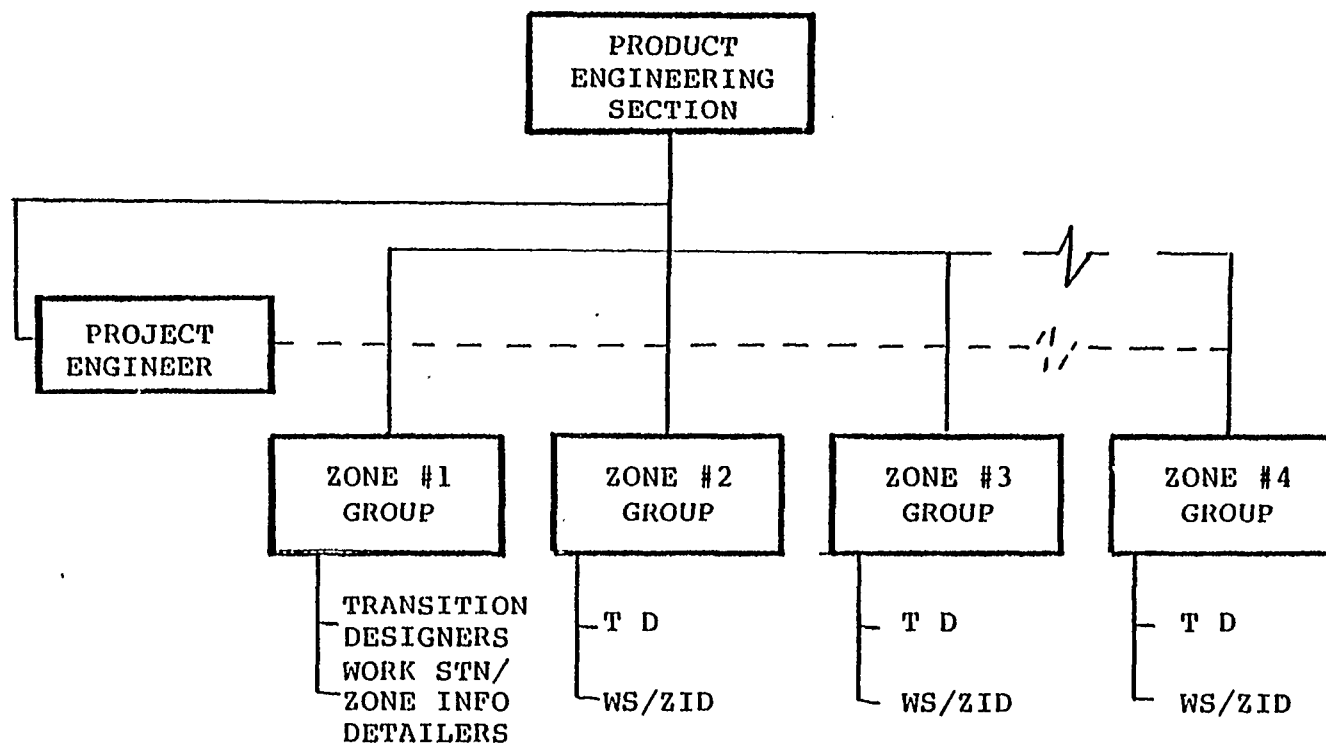 PRODUCT
ENGINEERING
SECTION
PROJECT
ENGINEER
ZONE #1
GROUP
ZONE #2
GROUP
ZONE #3
GROUP
ZONE #4
GROUP
TRANSITION
DESIGNERS
WORK STN/
ZONE INFO
DETAILERS
T D
WS/ZID
T D
WS/ZID
T D
WS/ZID